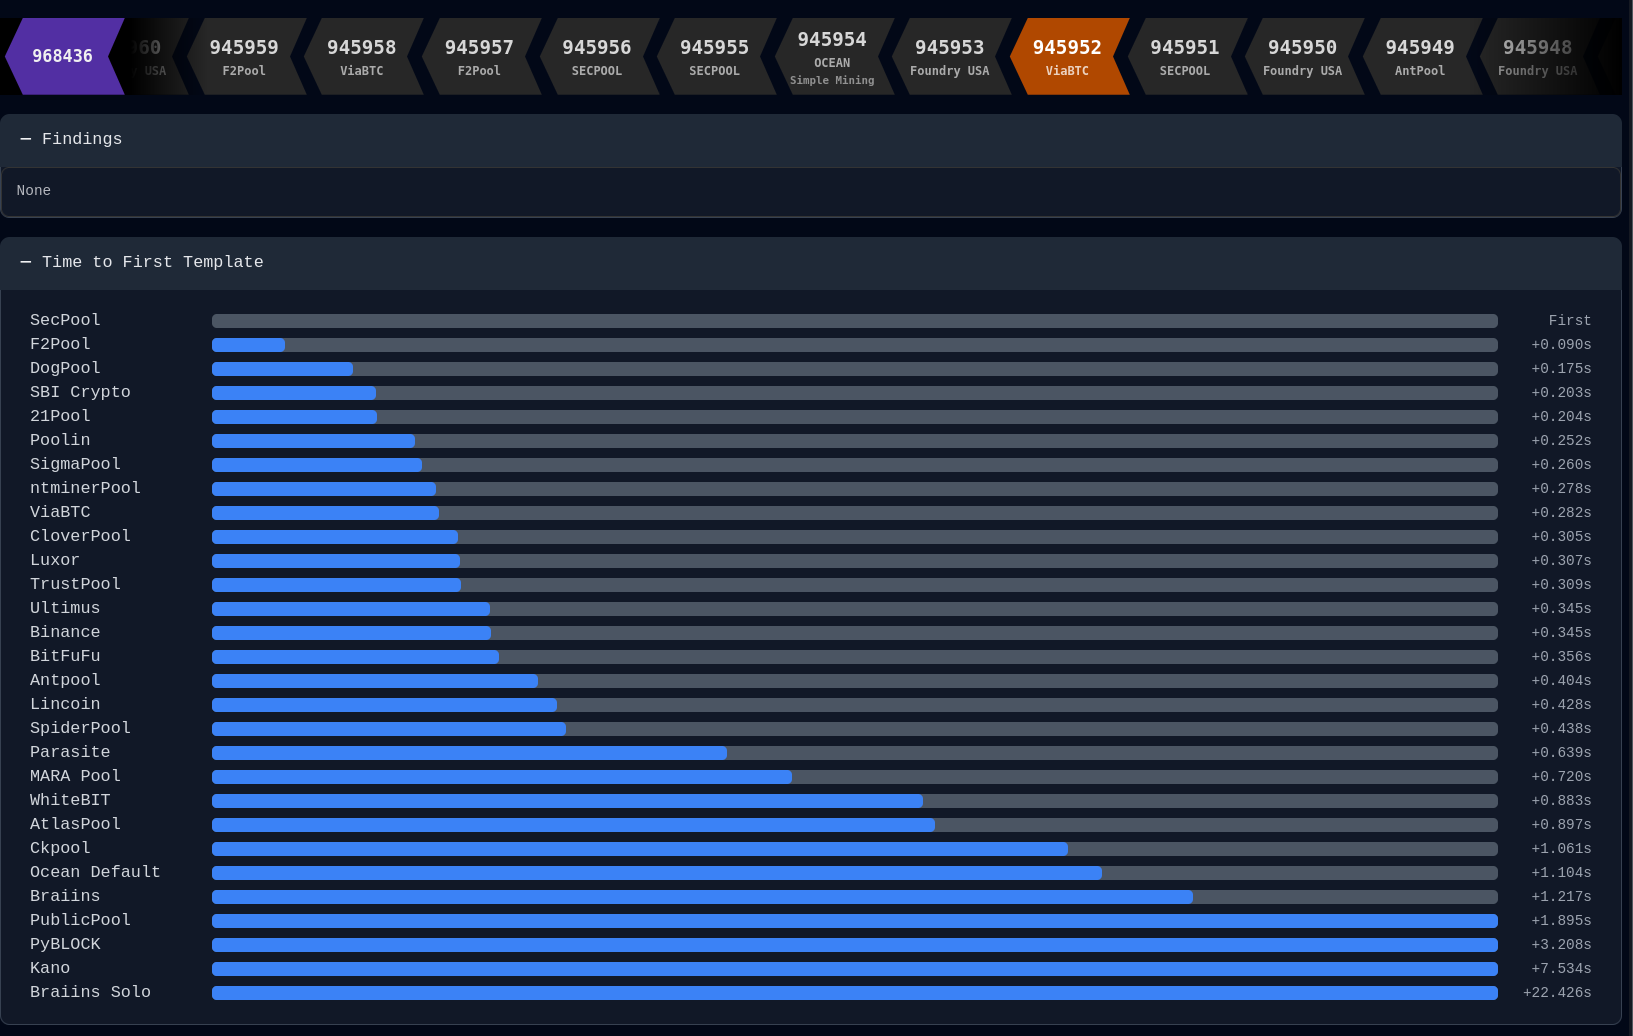 968436
060
USA
945959
F2Pool
945958
ViaBTC
945957
F2Pool
945956
SECPOOL
945955
SECPOOL
945954
OCEAN
Simple Mining
945953
Foundry USA
945952
ViaBTC
945951
SECPOOL
945950
Foundry USA
945949
AntPool
945948
Foundry USA
— Findings
None
— Time to First Template
SecPool First
F2Pool +0.090s
DogPool +0.175s
SBI Crypto +0.203s
21Pool +0.204s
Poolin +0.252s
SigmaPool +0.260s
ntminerPool +0.278s
ViaBTC +0.282s
CloverPool +0.305s
Luxor +0.307s
TrustPool +0.309s
Ultimus +0.345s
Binance +0.345s
BitFuFu +0.356s
Antpool +0.404s
Lincoin +0.428s
SpiderPool +0.438s
Parasite +0.639s
MARA Pool +0.720s
WhiteBIT +0.883s
AtlasPool +0.897s
Ckpool +1.061s
Ocean Default +1.104s
Braiins +1.217s
PublicPool +1.895s
PyBLOCK +3.208s
Kano +7.534s
Braiins Solo +22.426s